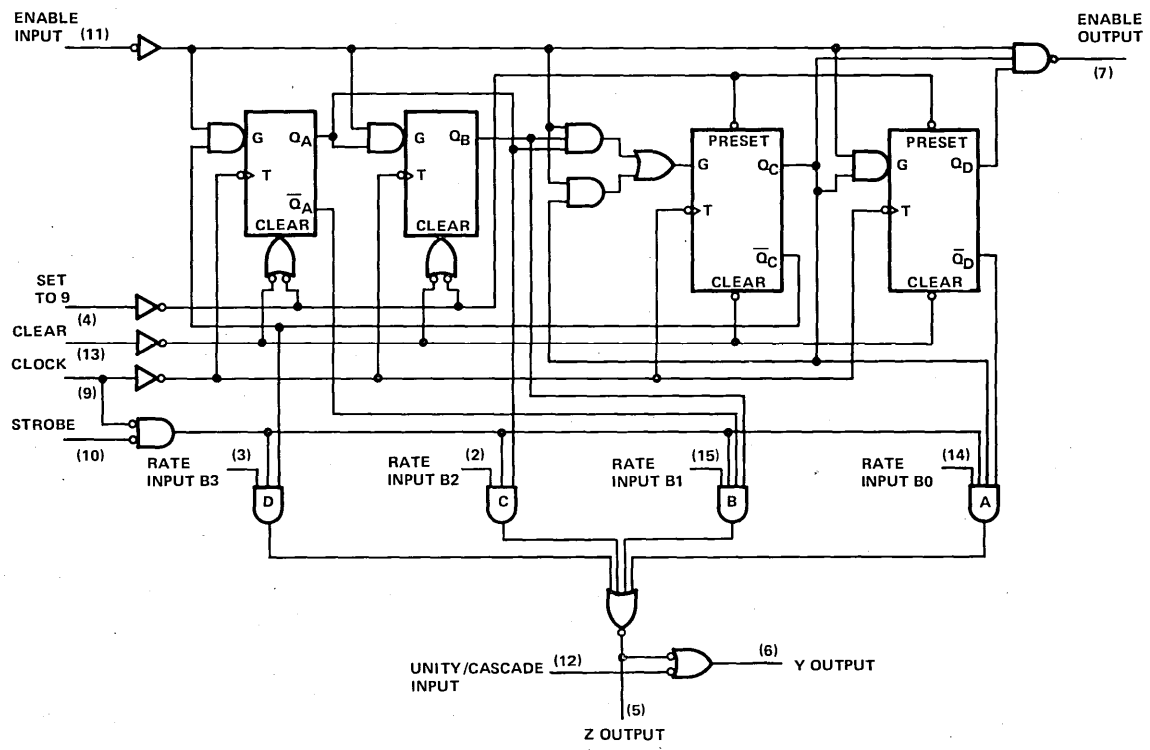 ENABLE
INPUT (11)
ENABLE
OUTPUT
(7)
G QA
T
Q̅A
CLEAR
G QB
T
CLEAR
PRESET
G QC
T
Q̅C
CLEAR
PRESET
G QD
T
Q̅D
CLEAR
SET
TO 9
(4)
CLEAR
(13)
CLOCK
(9)
STROBE
(10)
RATE
INPUT B3
(3)
D
RATE
INPUT B2
(2)
C
RATE
INPUT B1
(15)
B
RATE
INPUT B0
(14)
A
UNITY/CASCADE
INPUT
(12)
(6)
Y OUTPUT
(5)
Z OUTPUT